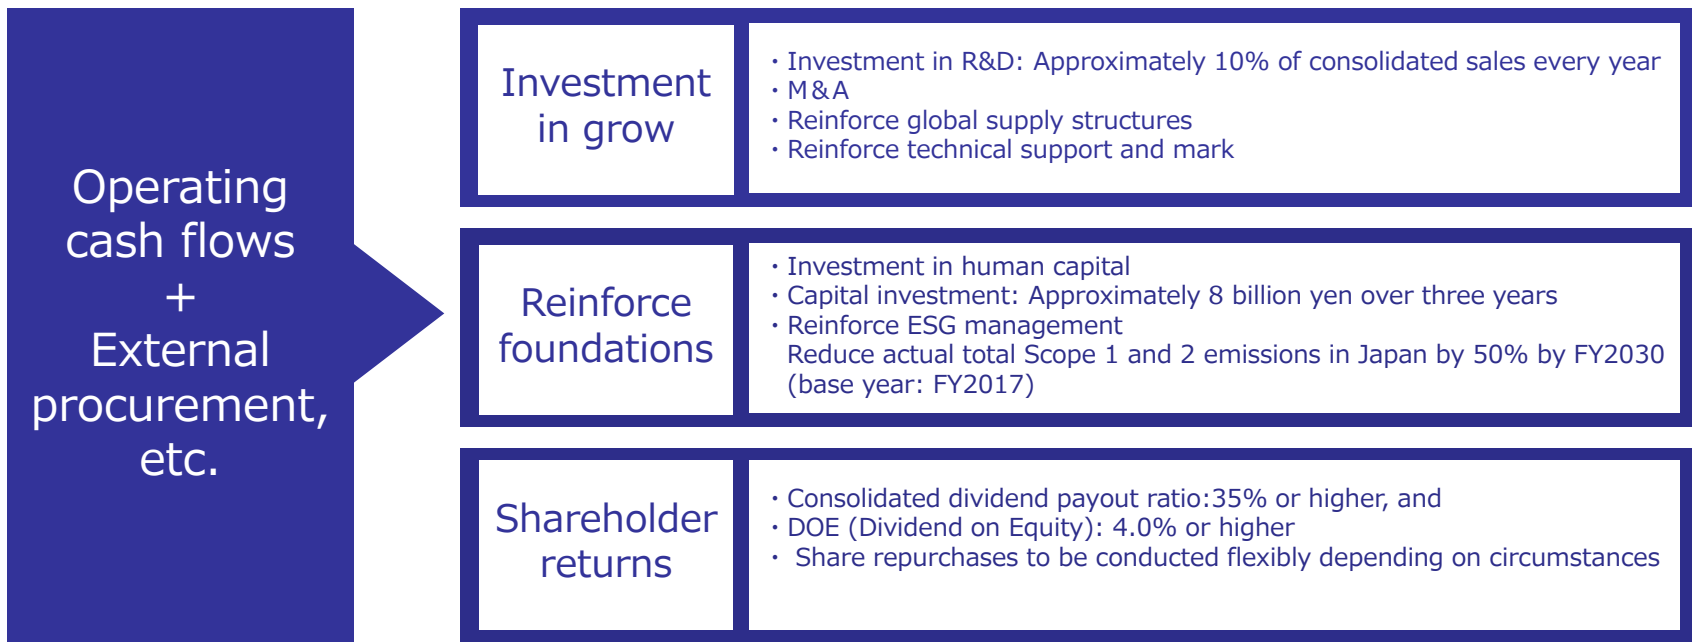 Operating
cash flows
+
External
procurement,
etc.
Investment
in grow
・Investment in R&D: Approximately 10% of consolidated sales every year
・M&A
・Reinforce global supply structures
・Reinforce technical support and mark
Reinforce
foundations
・Investment in human capital
・Capital investment: Approximately 8 billion yen over three years
・Reinforce ESG management
Reduce actual total Scope 1 and 2 emissions in Japan by 50% by FY2030
(base year: FY2017)
Shareholder
returns
・Consolidated dividend payout ratio:35% or higher, and
・DOE (Dividend on Equity): 4.0% or higher
・ Share repurchases to be conducted flexibly depending on circumstances